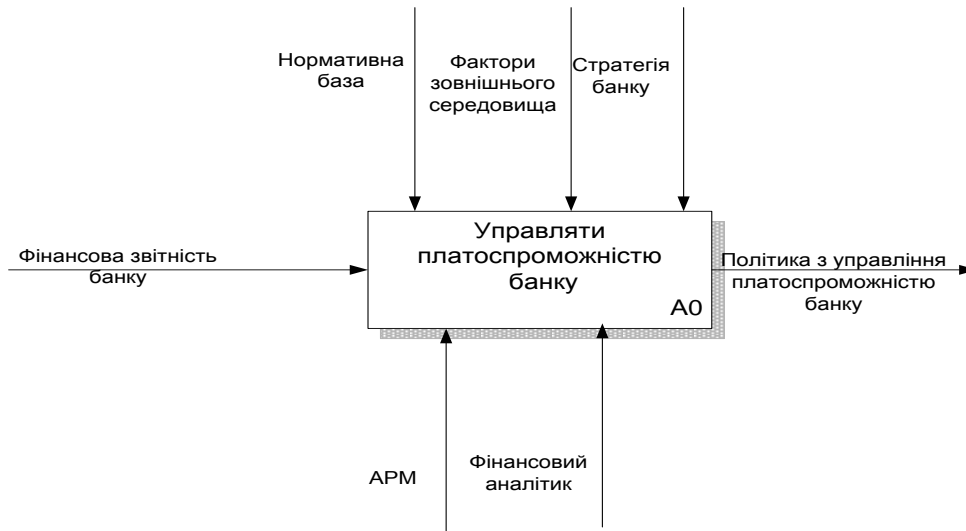 Нормативна
база
Фактори
зовнішнього
середовища
Стратегія
банку
Управляти
платоспроможністю
банку
А0
Фінансова звітність
банку
Політика з управління
платоспроможністю
банку
АРМ
Фінансовий
аналітик